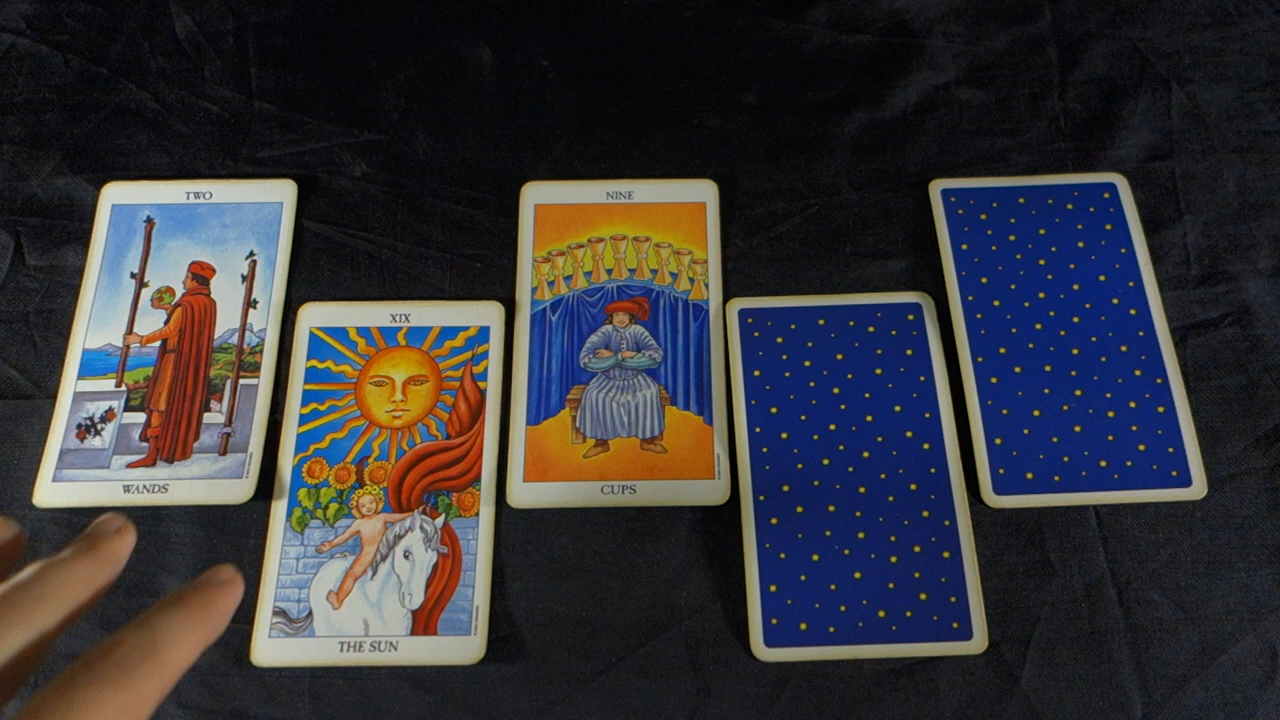 TWO
WANDS
XIX
THE SUN
NINE
CUPS